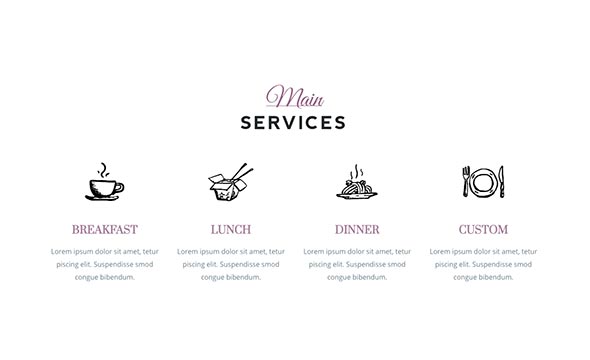 Main
SERVICES
BREAKFAST
Lorem ipsum dolor sit amet, tetur
piscing elit. Suspendisse smod
congue bibendum.
LUNCH
Lorem ipsum dolor sit amet, tetur
piscing elit. Suspendisse smod
congue bibendum.
DINNER
Lorem ipsum dolor sit amet, tetur
piscing elit. Suspendisse smod
congue bibendum.
CUSTOM
Lorem ipsum dolor sit amet, tetur
piscing elit. Suspendisse smod
congue bibendum.